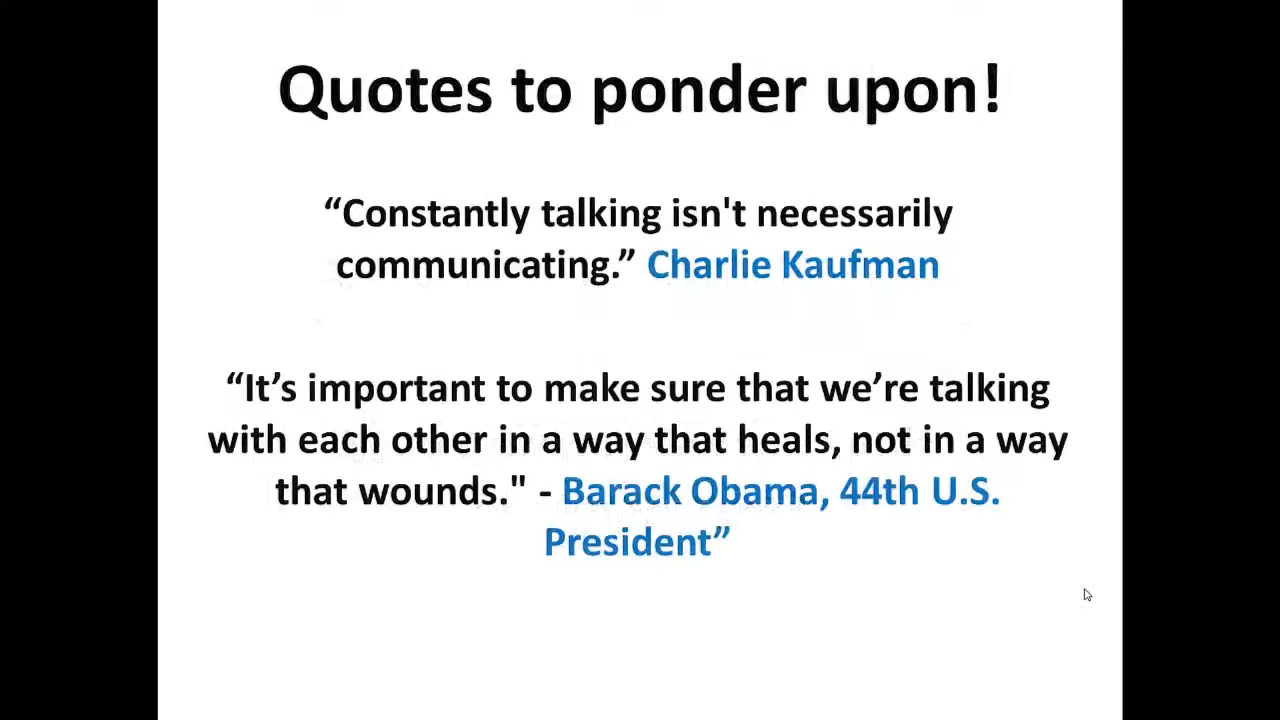 Quotes to ponder upon!
“Constantly talking isn't necessarily
communicating.” Charlie Kaufman
“It’s important to make sure that we’re talking
with each other in a way that heals, not in a way
that wounds." - Barack Obama, 44th U.S.
President”